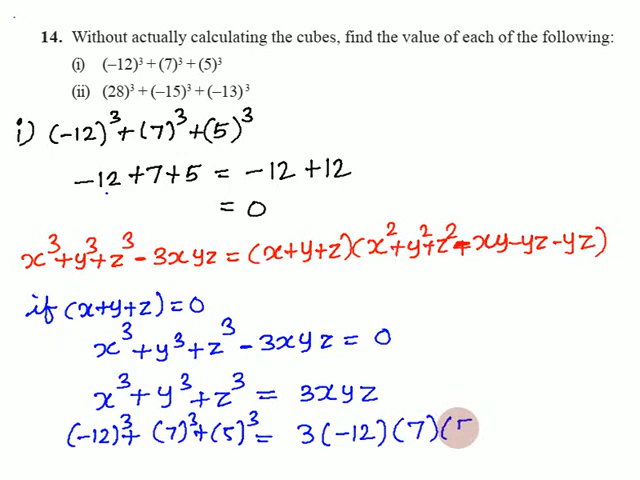 14. Without actually calculating the cubes, find the value of each of the following:
(i) (–12)³ + (7)³ + (5)³
(ii) (28)³ + (–15)³ + (–13)³
i) (-12)³ + (7)³ + (5)³
-12 + 7 + 5 = -12 + 12
= 0
x³ + y³ + z³ - 3xyz = (x+y+z)(x² + y² + z² - xy - yz - yz)
if (x+y+z) = 0
x³ + y³ + z³ - 3xyz = 0
x³ + y³ + z³ = 3xyz
(-12)³ + (7)³ + (5)³ = 3(-12)(7)(